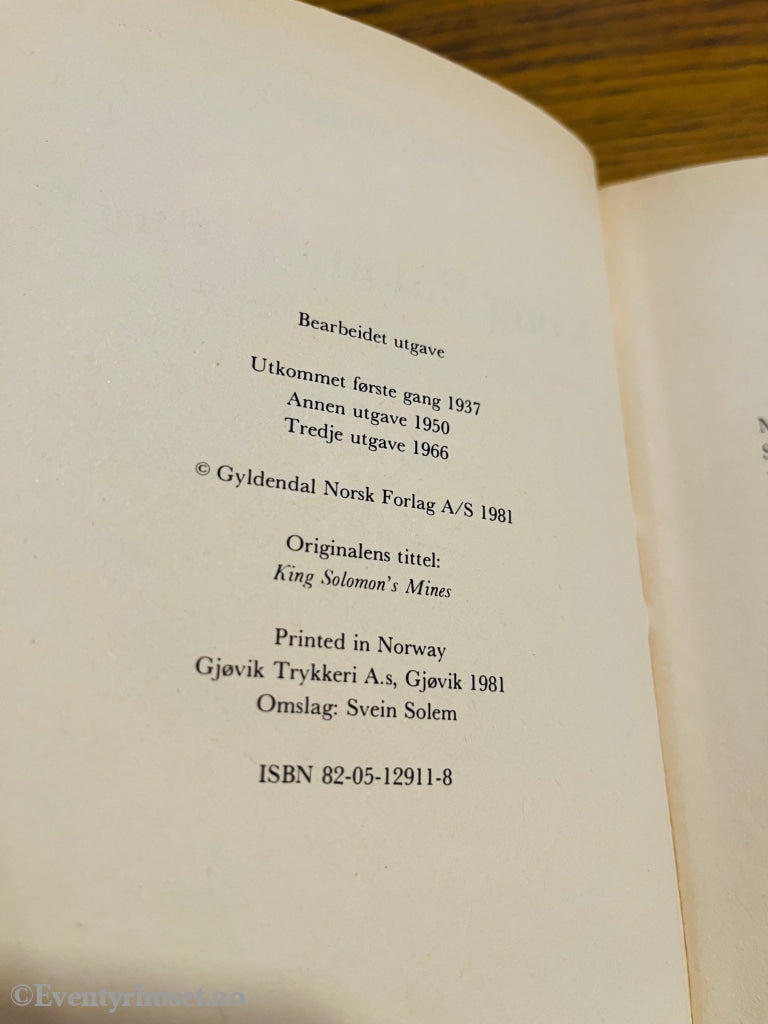 Bearbeidet utgave
Utkommet første gang 1937
Annen utgave 1950
Tredje utgave 1966
© Gyldendal Norsk Forlag A/S 1981
Originalens tittel:
King Solomon's Mines
Printed in Norway
Gjøvik Trykkeri A.s, Gjøvik 1981
Omslag: Svein Solem
ISBN 82-05-12911-8
©Eventyrhuset.no